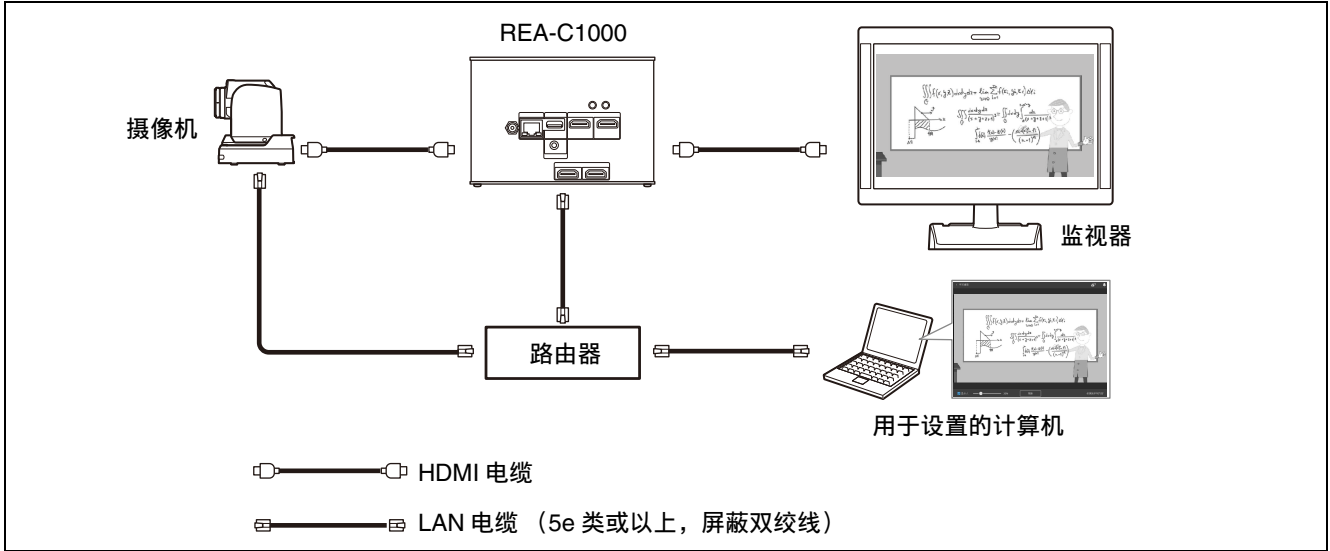 REA-C1000
摄像机
监视器
路由器
用于设置的计算机
HDMI 电缆
LAN 电缆 （5e 类或以上，屏蔽双绞线）